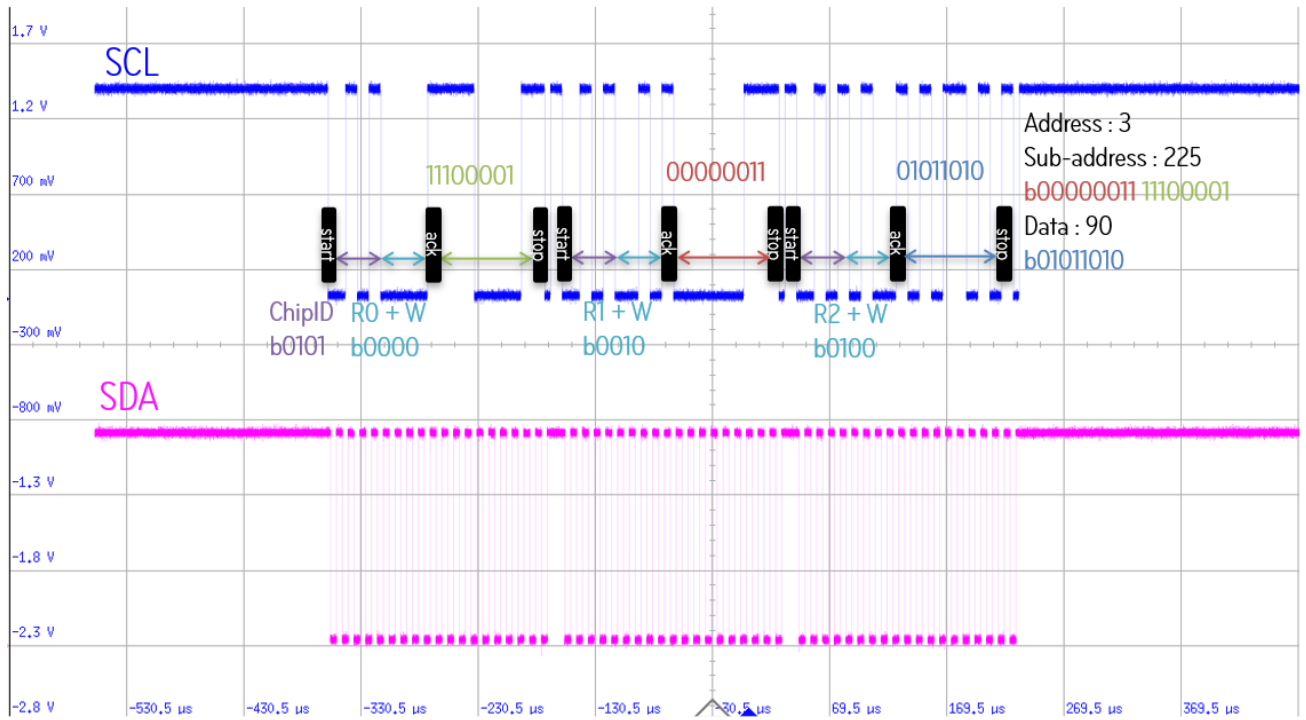 1.7 V
SCL
1.2 V
Address : 3
Sub-address : 225
b00000011 11100001
Data : 90
b01011010
700 mV
11100001
00000011
01011010
200 mV
start
ack
stop
start
ack
stop
start
ack
stop
-300 mV
ChipID
b0101
R0 + W
b0000
R1 + W
b0010
R2 + W
b0100
-800 mV
SDA
-1.3 V
-1.8 V
-2.3 V
-2.8 V
-530.5 µs
-430.5 µs
-330.5 µs
-230.5 µs
-130.5 µs
-30.5 µs
69.5 µs
169.5 µs
269.5 µs
369.5 µs